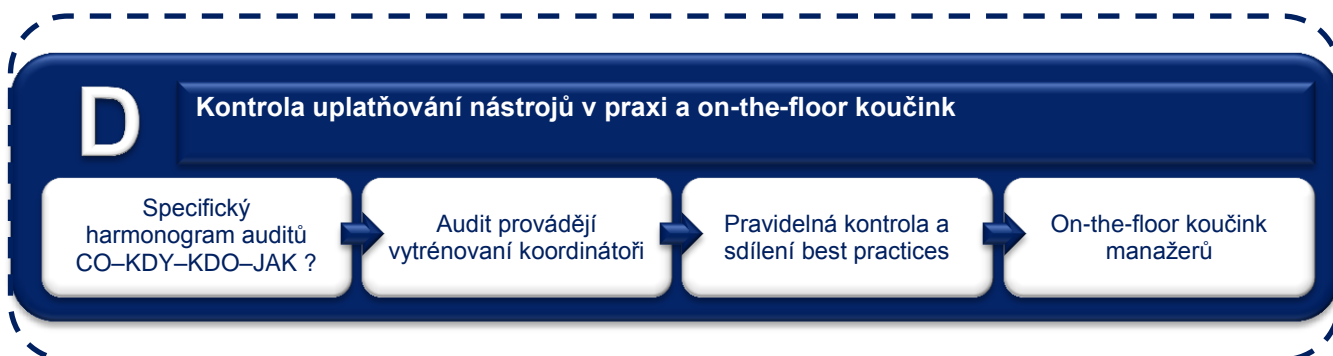 D
Kontrola uplatňování nástrojů v praxi a on-the-floor koučink
Specifický
harmonogram auditů
CO–KDY–KDO–JAK ?
Audit provádějí
vytrénovaní koordinátoři
Pravidelná kontrola a
sdílení best practices
On-the-floor koučink
manažerů